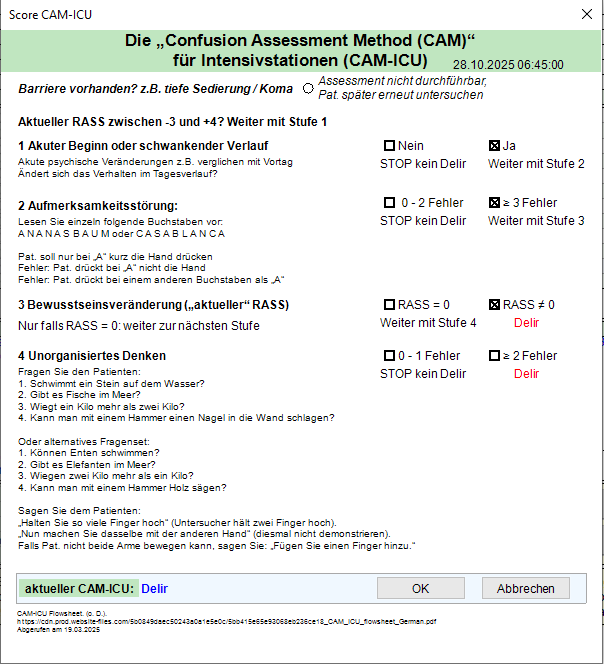 Score CAM-ICU
Die „Confusion Assessment Method (CAM)“
für Intensivstationen (CAM-ICU)
28.10.2025 06:45:00
Barriere vorhanden? z.B. tiefe Sedierung / Koma
Assessment nicht durchführbar,
Pat. später erneut untersuchen
Aktueller RASS zwischen -3 und +4? Weiter mit Stufe 1
1 Akuter Beginn oder schwankender Verlauf
Nein
Ja
Akute psychische Veränderungen z.B. verglichen mit Vortag
STOP kein Delir
Weiter mit Stufe 2
Ändert sich das Verhalten im Tagesverlauf?
2 Aufmerksamkeitsstörung:
0 - 2 Fehler
≥ 3 Fehler
Lesen Sie einzeln folgende Buchstaben vor:
STOP kein Delir
Weiter mit Stufe 3
A N A N A S B A U M oder C A S A B L A N C A
Pat. soll nur bei „A“ kurz die Hand drücken
Fehler: Pat. drückt bei „A“ nicht die Hand
Fehler: Pat. drückt bei einem anderen Buchstaben als „A“
3 Bewusstseinsveränderung („aktueller“ RASS)
RASS = 0
RASS ≠ 0
Nur falls RASS = 0: weiter zur nächsten Stufe
Weiter mit Stufe 4
Delir
4 Unorganisiertes Denken
0 - 1 Fehler
≥ 2 Fehler
Fragen Sie den Patienten:
STOP kein Delir
Delir
1. Schwimmt ein Stein auf dem Wasser?
2. Gibt es Fische im Meer?
3. Wiegt ein Kilo mehr als zwei Kilo?
4. Kann man mit einem Hammer einen Nagel in die Wand schlagen?
Oder alternatives Fragenset:
1. Können Enten schwimmen?
2. Gibt es Elefanten im Meer?
3. Wiegen zwei Kilo mehr als ein Kilo?
4. Kann man mit einem Hammer Holz sägen?
Sagen Sie dem Patienten:
„Halten Sie so viele Finger hoch“ (Untersucher hält zwei Finger hoch).
„Nun machen Sie dasselbe mit der anderen Hand“ (diesmal nicht demonstrieren).
Falls Pat. nicht beide Arme bewegen kann, sagen Sie: „Fügen Sie einen Finger hinzu.“
aktueller CAM-ICU:
Delir
OK
Abbrechen
CAM-ICU Flowsheet. (o. D.).
https://cdn.prod.website-files.com/5b0849daec50243a0a1e5e0c/5bb415e65e93068eb236ce18_CAM_ICU_flowsheet_German.pdf
Abgerufen am 19.03.2025